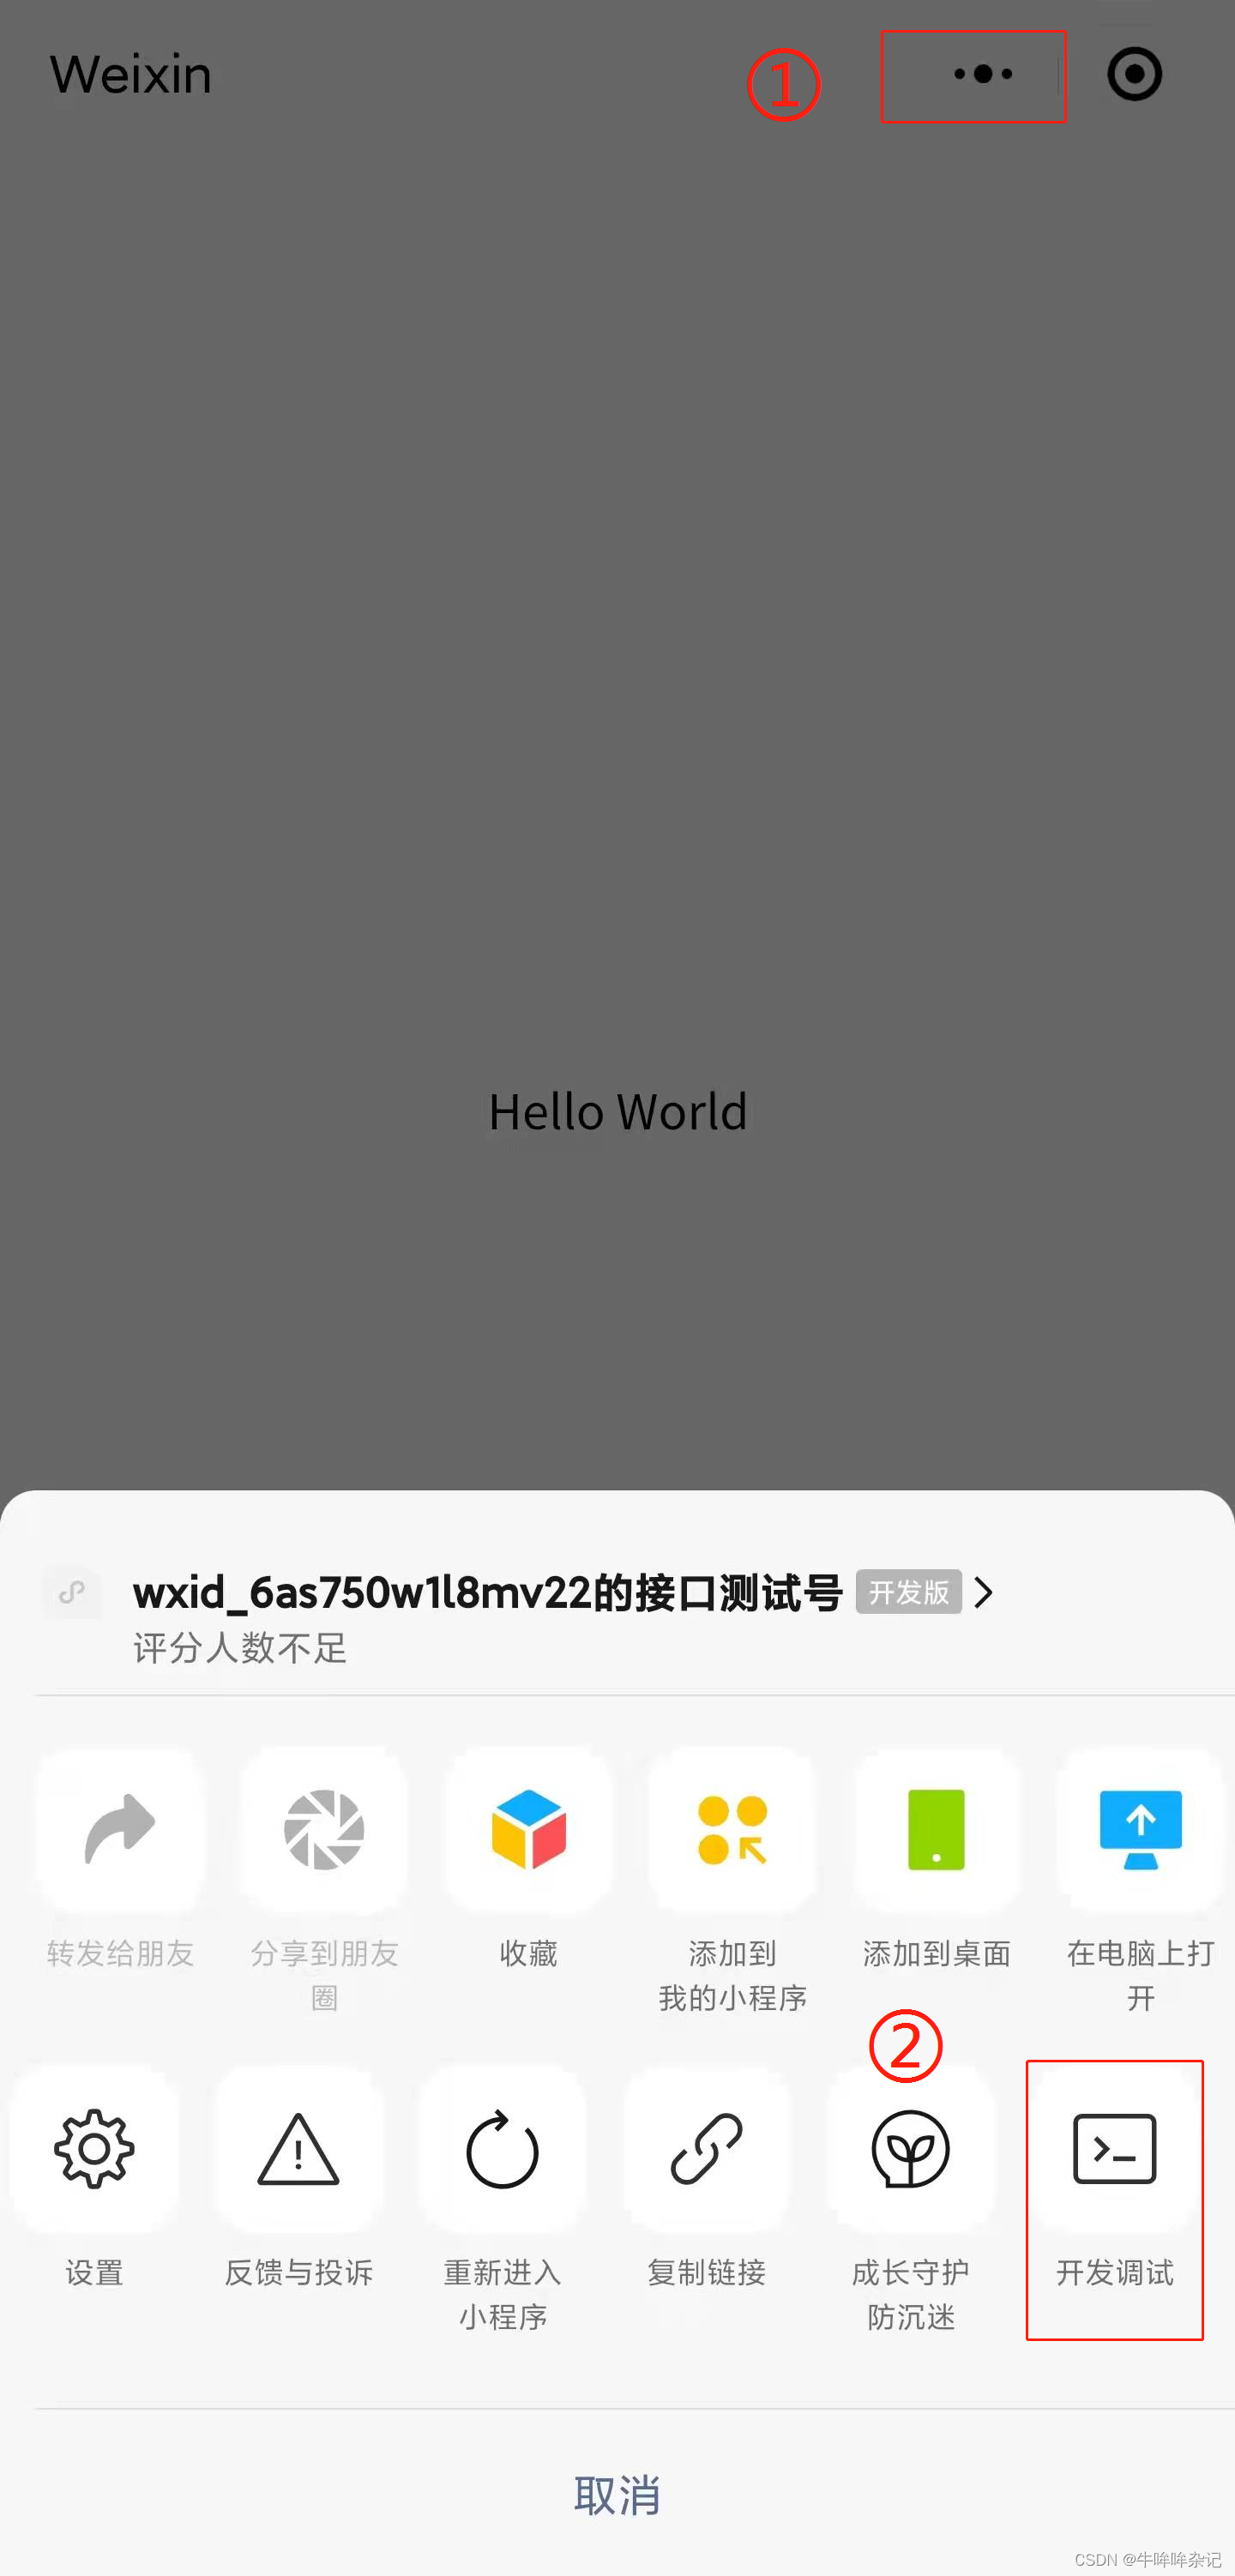 Weixin
①
Hello World
wxid_6as750w1l8mv22的接口测试号 开发版
评分人数不足
转发给朋友
分享到朋友
圈
收藏
添加到
我的小程序
添加到桌面
在电脑上打
开
②
设置
反馈与投诉
重新进入
小程序
复制链接
成长守护
防沉迷
开发调试
取消
CSDN @牛哞哞杂记